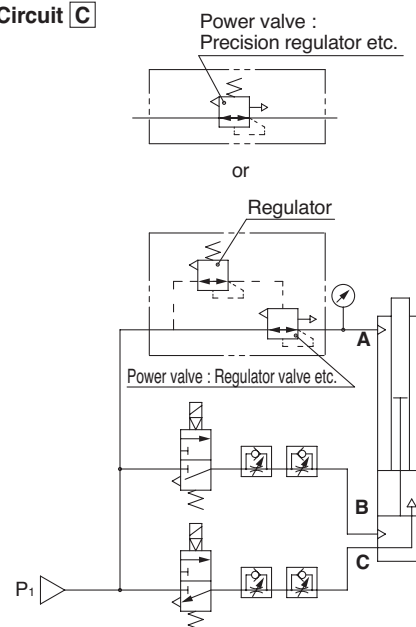 Circuit C
Power valve :
Precision regulator etc.
or
Regulator
A
Power valve : Regulator valve etc.
B
C
P1